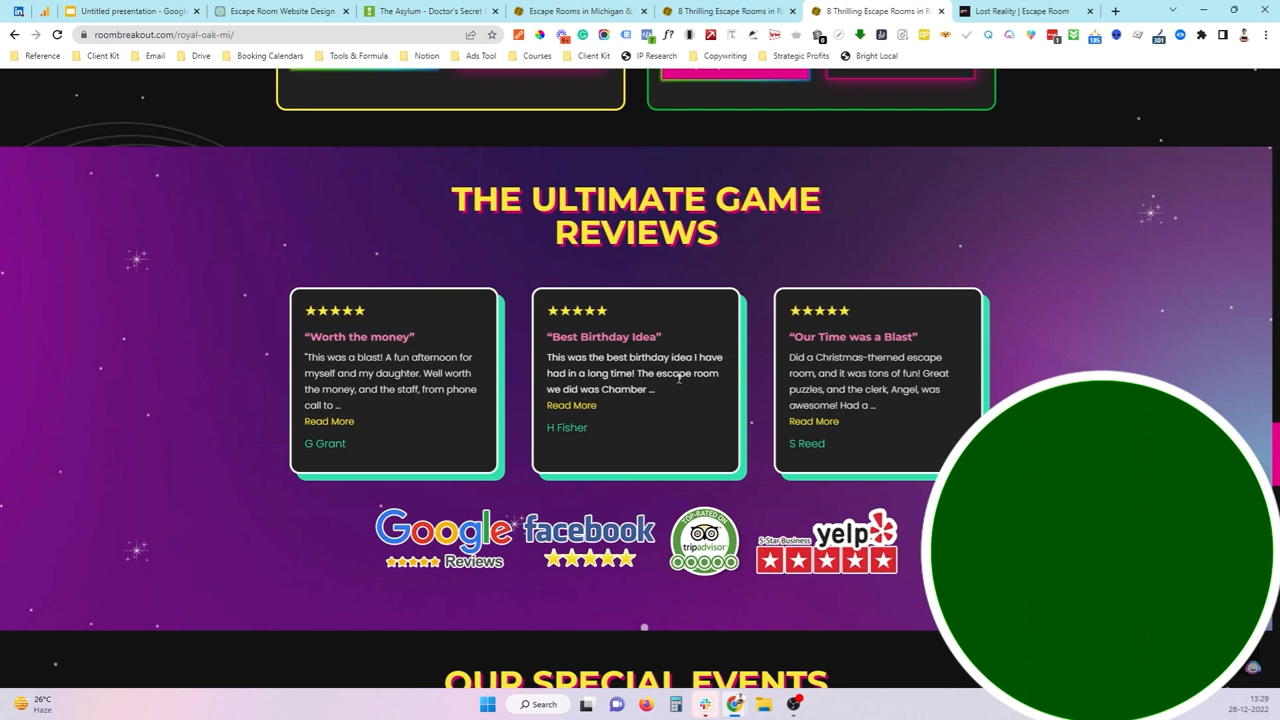 Untitled presentation - Goog
Escape Room Website Design
The Asylum - Doctor's Secret
Escape Rooms in Michigan &
8 Thrilling Escape Rooms in R
8 Thrilling Escape Rooms in R
Lost Reality | Escape Room
roombreakout.com/royal-oak-mi/
Reference
Client Kit
Email
Drive
Booking Calendars
Tools & Formula
Notion
Ads Tool
Courses
Client Kit
IP Research
Copywriting
Strategic Profits
Bright Local
THE ULTIMATE GAME
REVIEWS
“Worth the money”
"This was a blast! A fun afternoon for
myself and my daughter. Well worth
the money, and the staff, from phone
call to ...
Read More
G Grant
“Best Birthday Idea”
This was the best birthday idea I have
had in a long time! The escape room
we did was Chamber ...
Read More
H Fisher
“Our Time was a Blast”
Did a Christmas-themed escape
room, and it was tons of fun! Great
puzzles, and the clerk, Angel, was
awesome! Had a ...
Read More
S Reed
Google
Reviews
facebook
TOP-RATED ON
tripadvisor
5-Star Business
yelp
OUR SPECIAL EVENTS
26°C
Haze
Search
13:29
28-12-2022